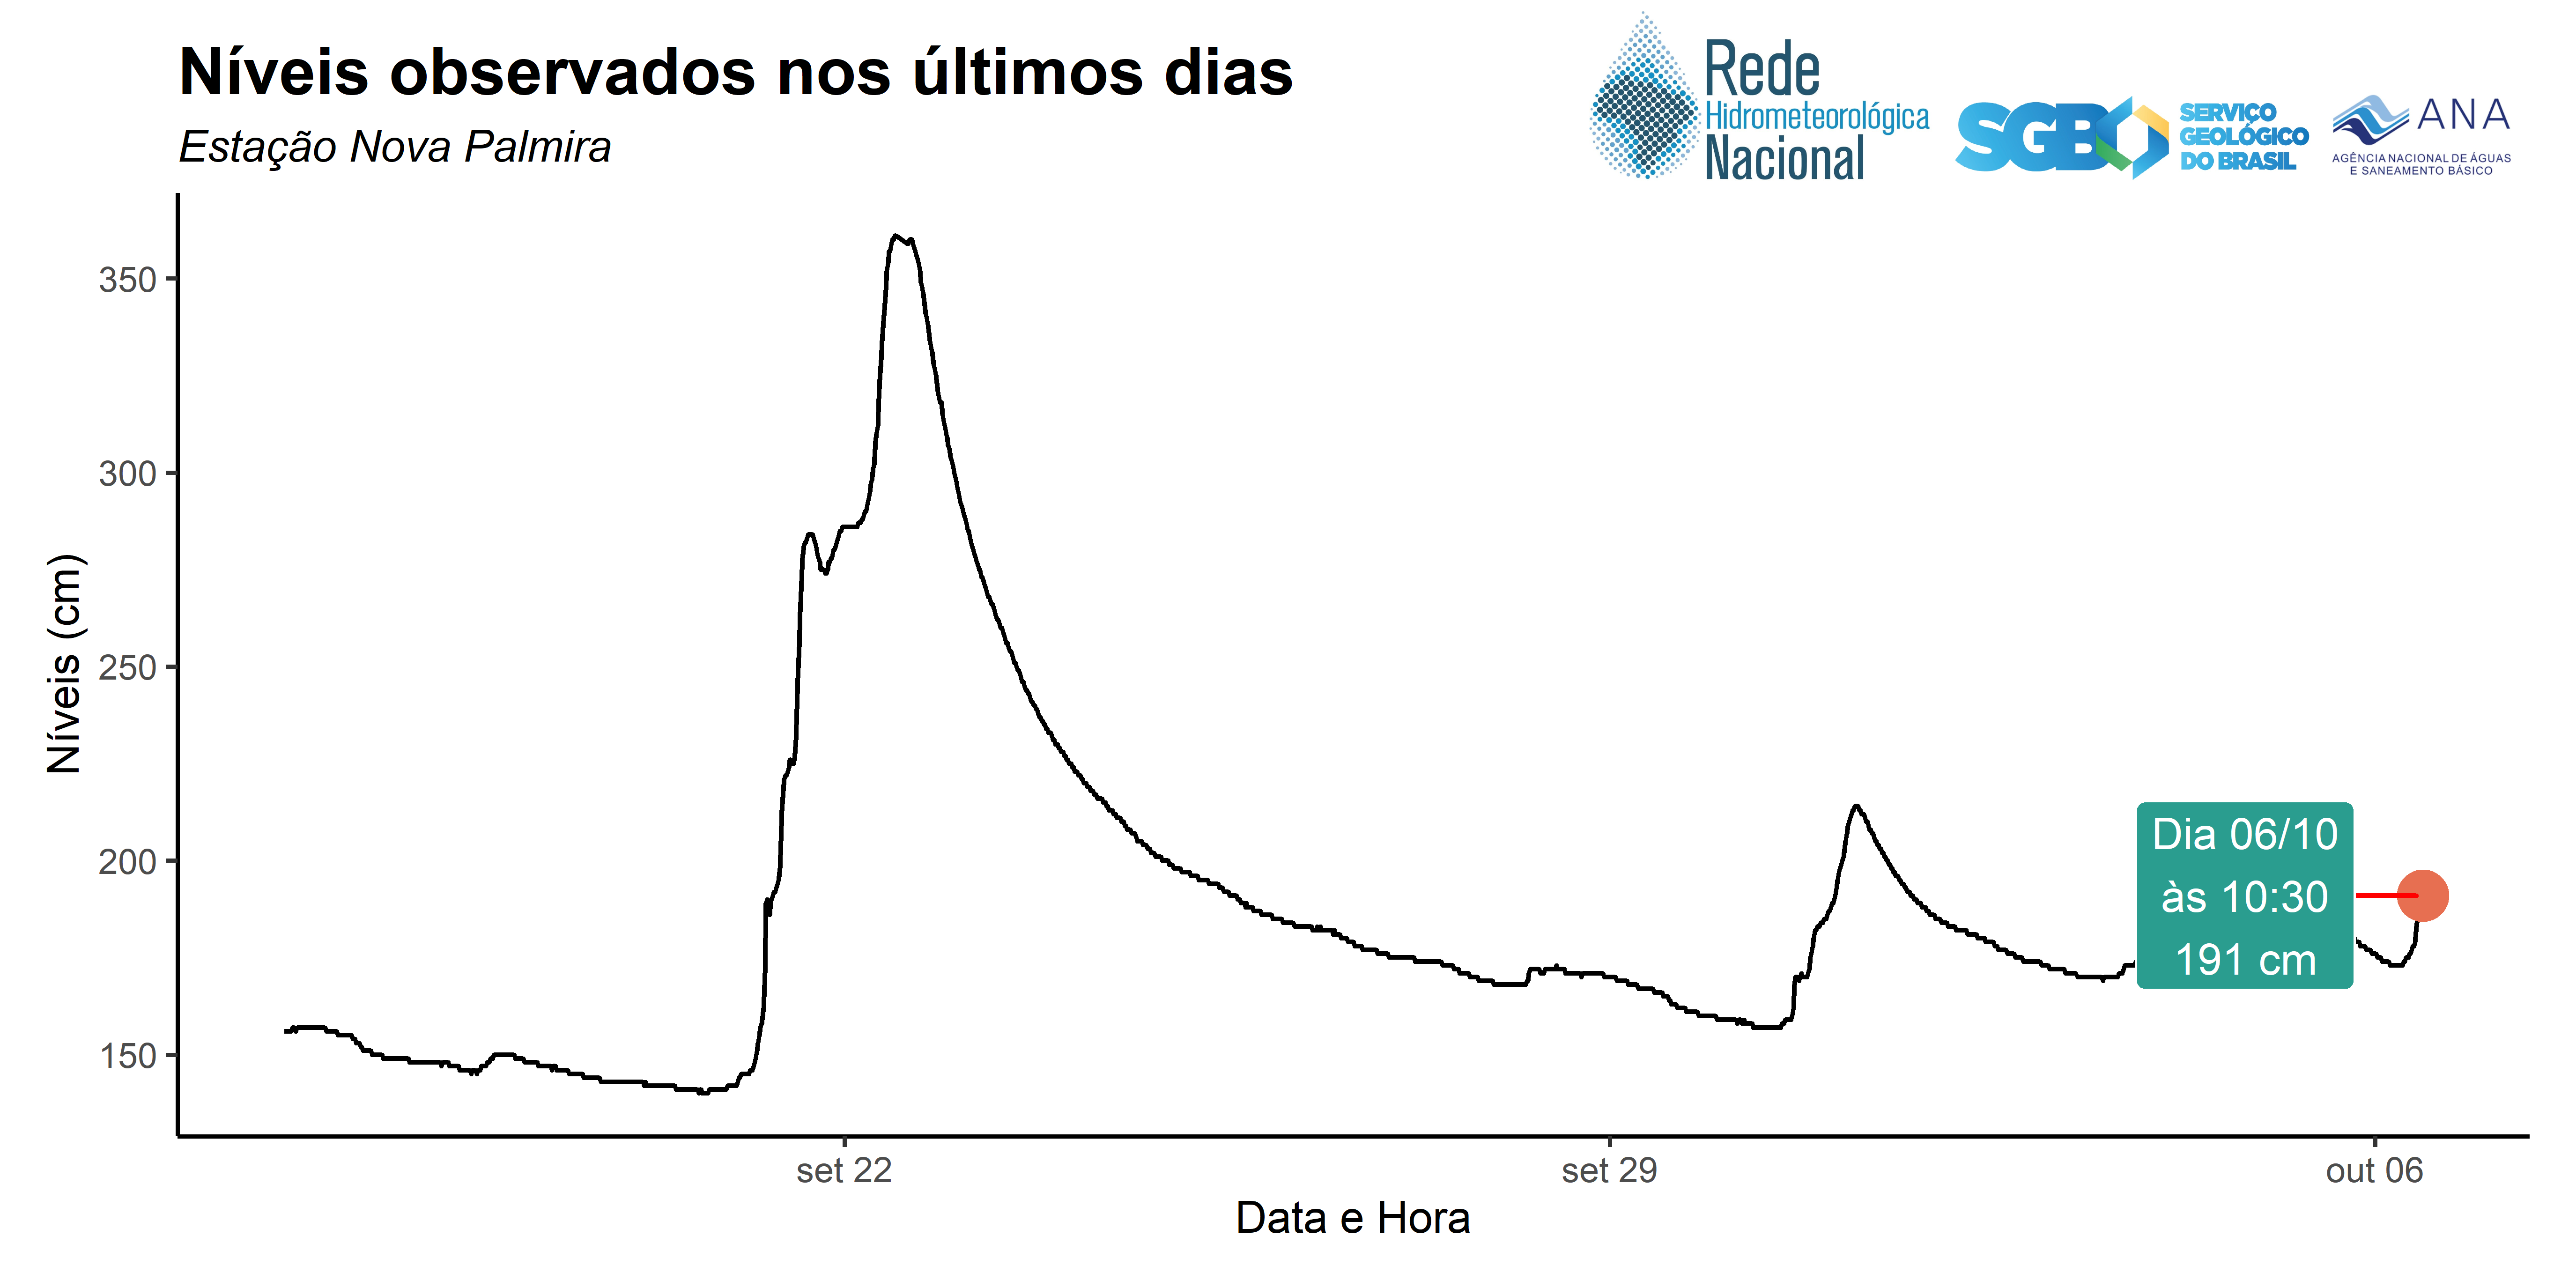 Níveis observados nos últimos dias
Estação Nova Palmira
Rede
Hidrometeorológica
Nacional
SGB
SERVIÇO
GEOLÓGICO
DO BRASIL
ANA
AGÊNCIA NACIONAL DE ÁGUAS
E SANEAMENTO BÁSICO
Níveis (cm)
350
300
250
200
150
Dia 06/10
às 10:30
191 cm
set 22
set 29
out 06
Data e Hora